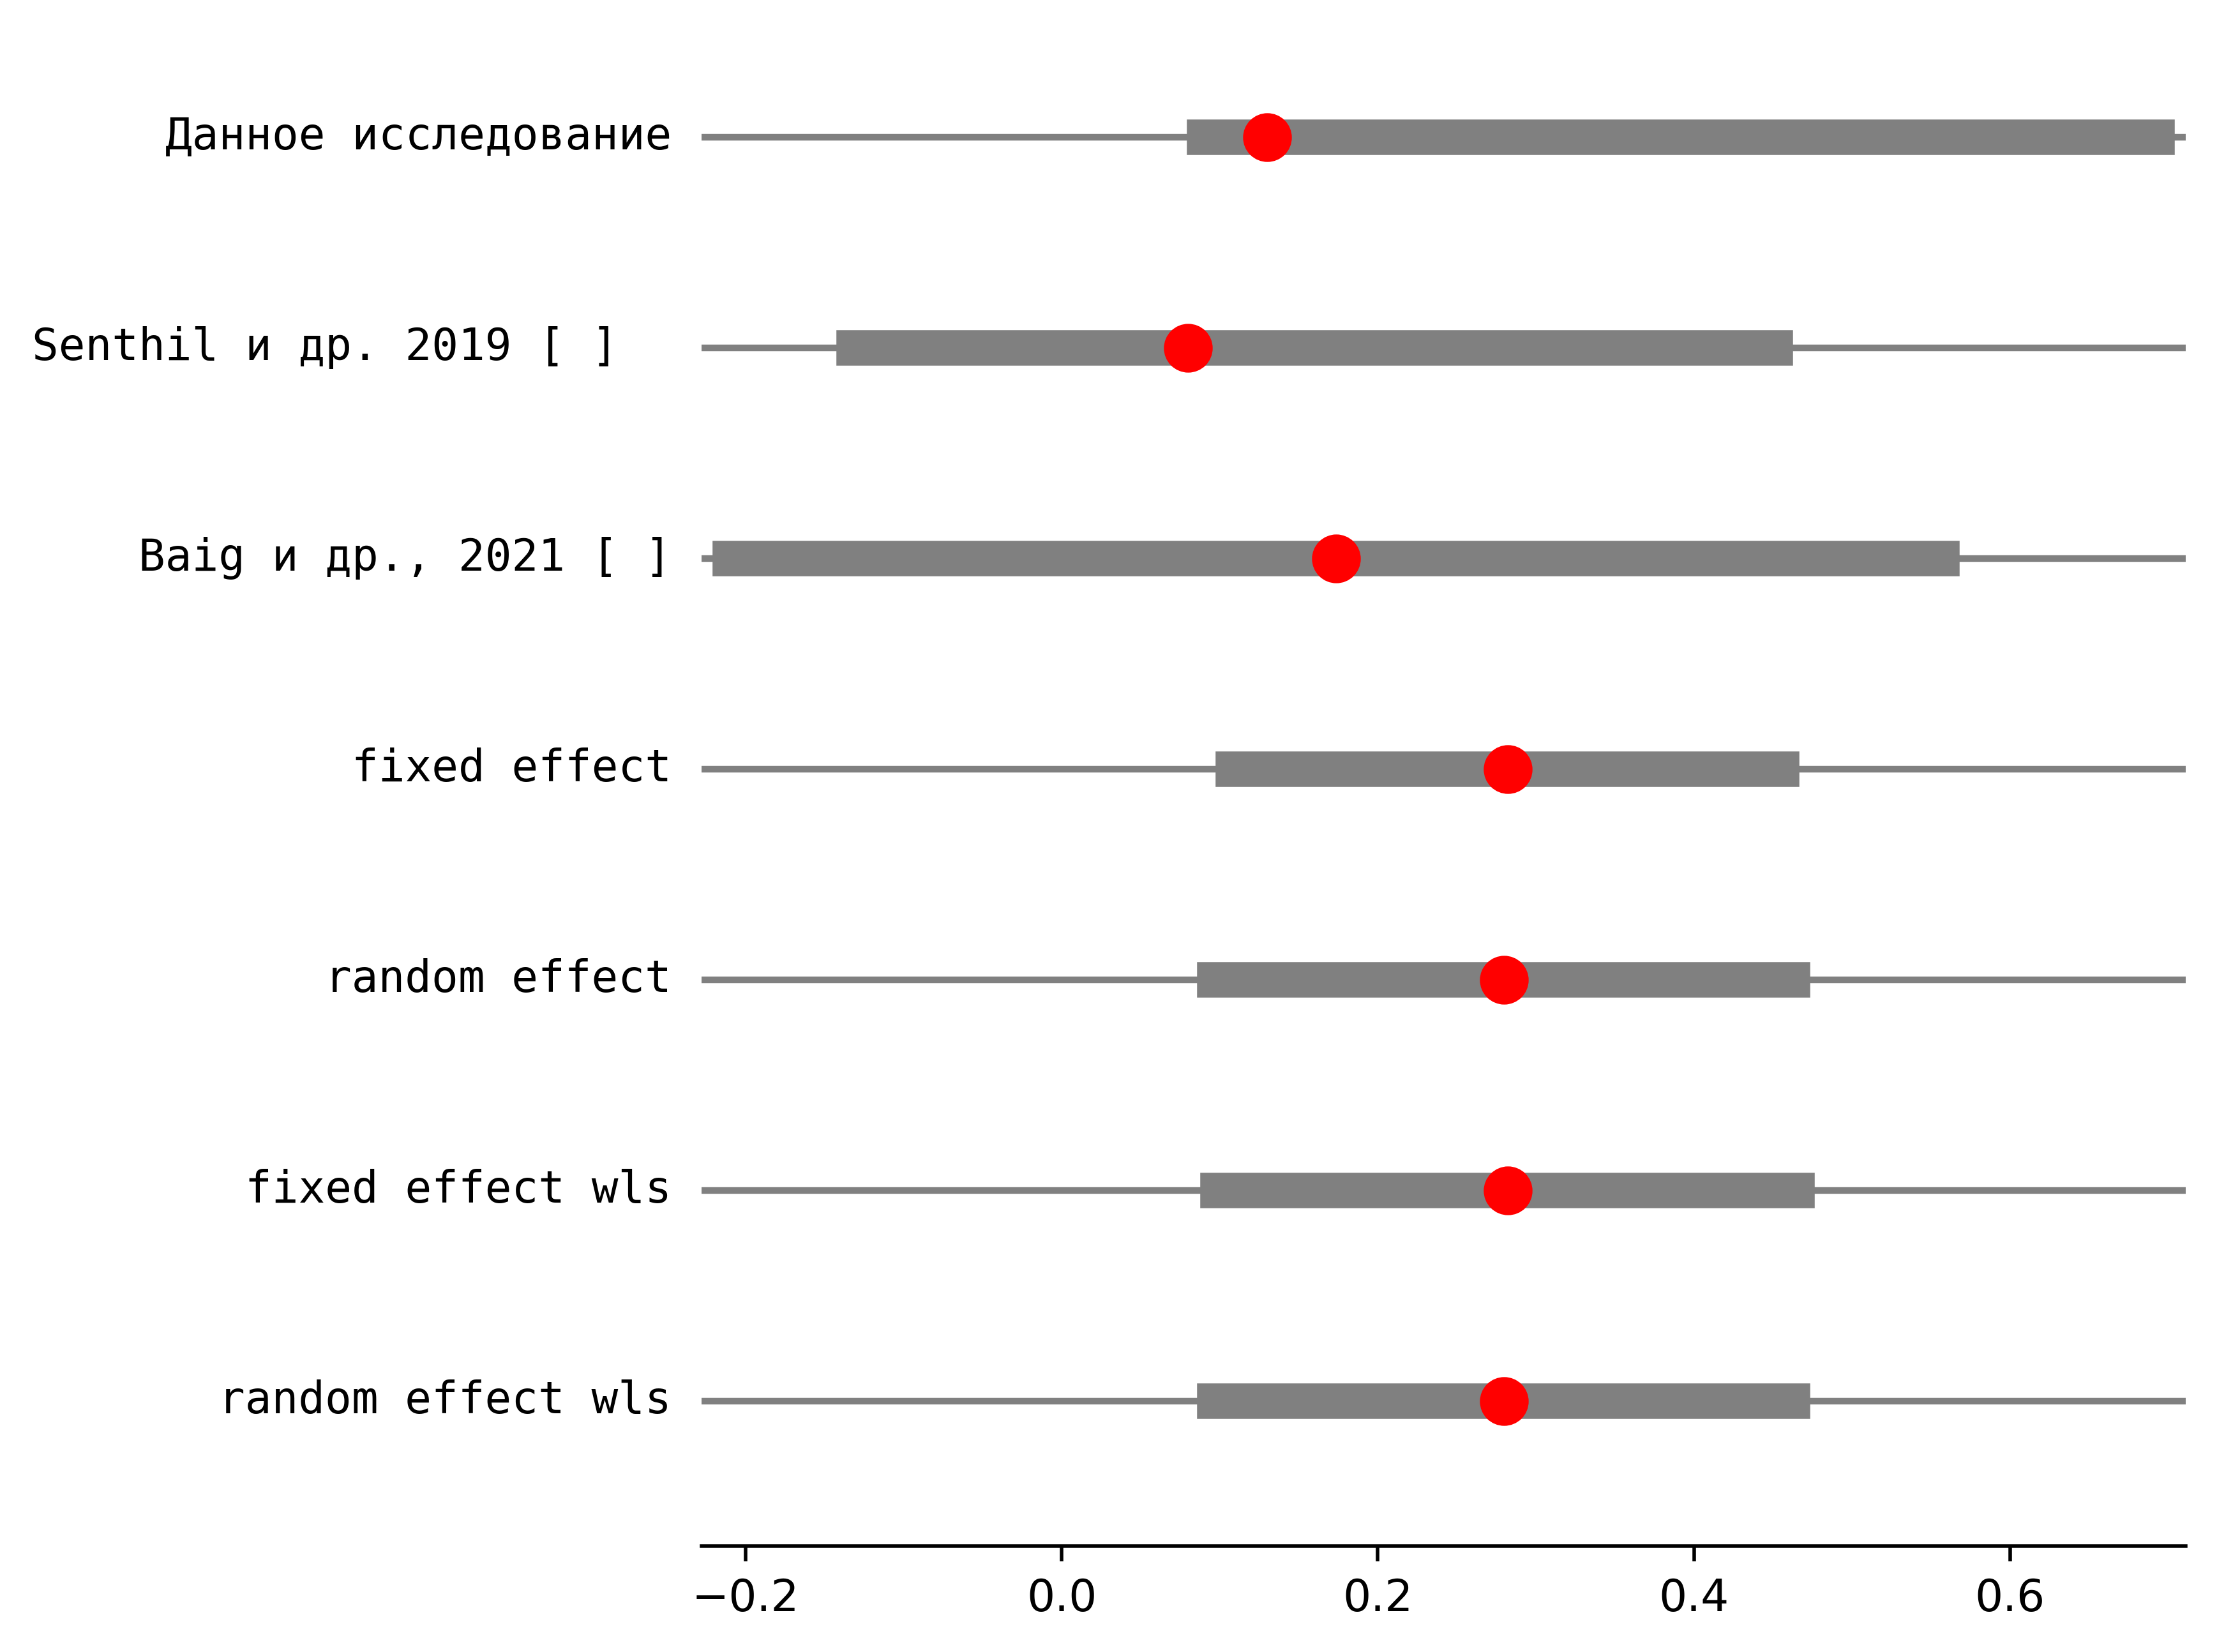 Данное исследование
Senthil и др. 2019 [ ]
Baig и др., 2021 [ ]
fixed effect
random effect
fixed effect wls
random effect wls
−0.2 0.0 0.2 0.4 0.6